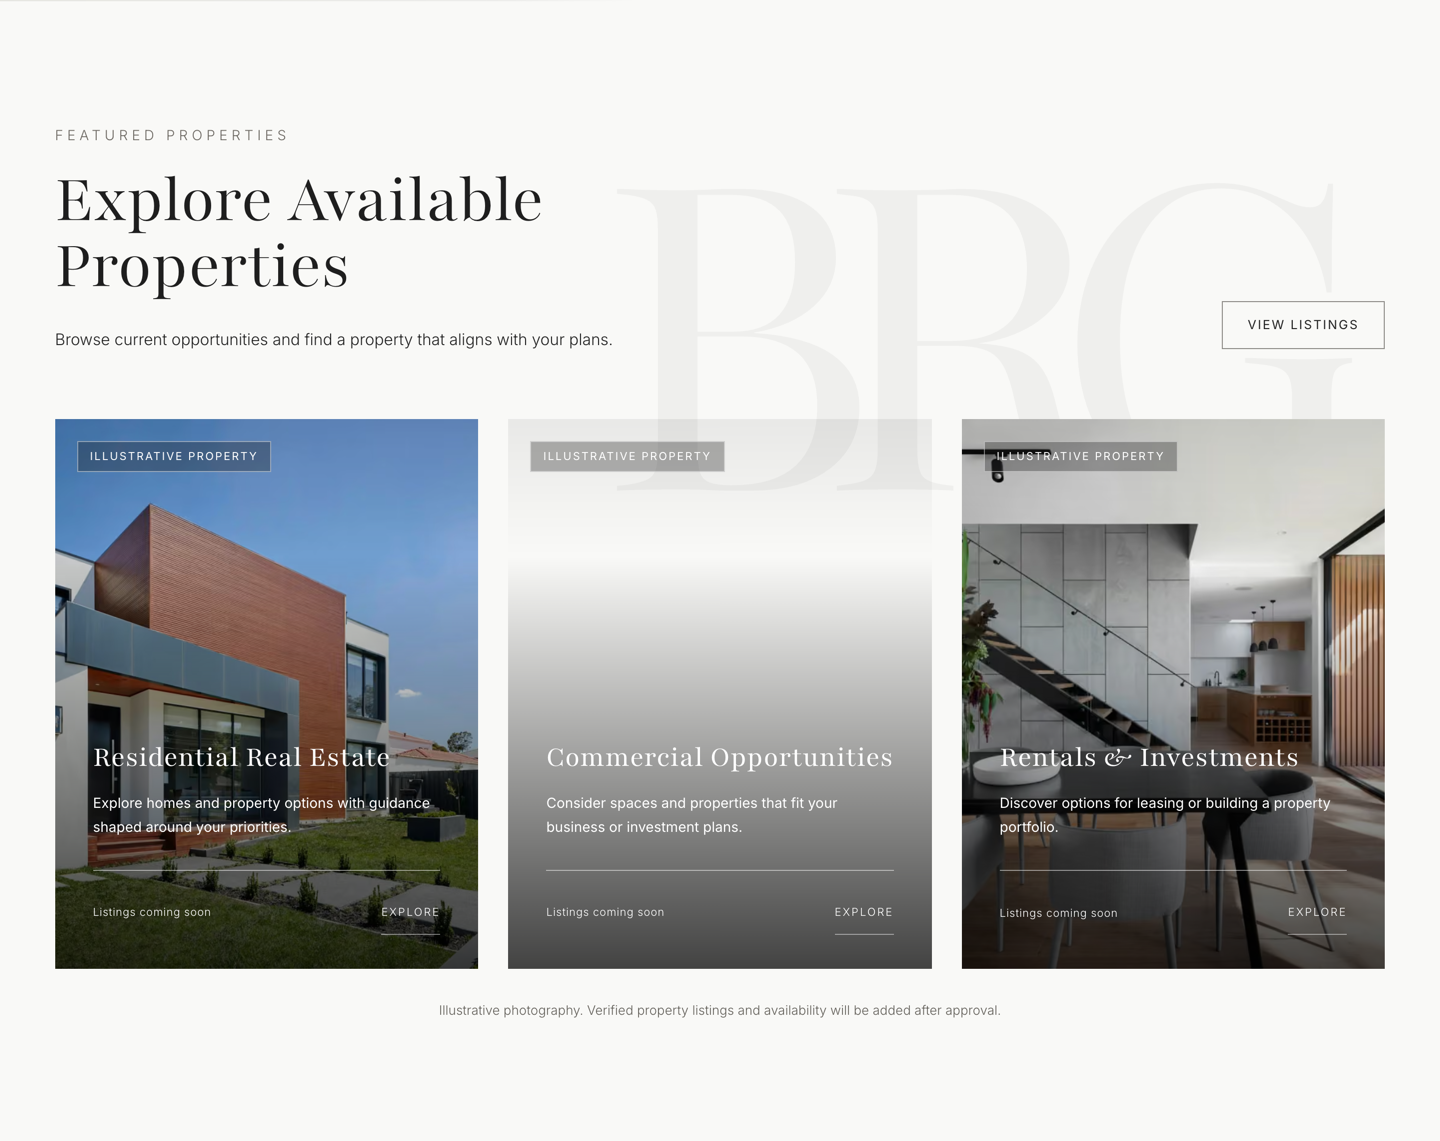 FEATURED PROPERTIES
Explore Available
Properties
Browse current opportunities and find a property that aligns with your plans.
BRG
VIEW LISTINGS
ILLUSTRATIVE PROPERTY
Residential Real Estate
Explore homes and property options with guidance
shaped around your priorities.
Listings coming soon
EXPLORE
ILLUSTRATIVE PROPERTY
Commercial Opportunities
Consider spaces and properties that fit your
business or investment plans.
Listings coming soon
EXPLORE
ILLUSTRATIVE PROPERTY
Rentals & Investments
Discover options for leasing or building a property
portfolio.
Listings coming soon
EXPLORE
Illustrative photography. Verified property listings and availability will be added after approval.